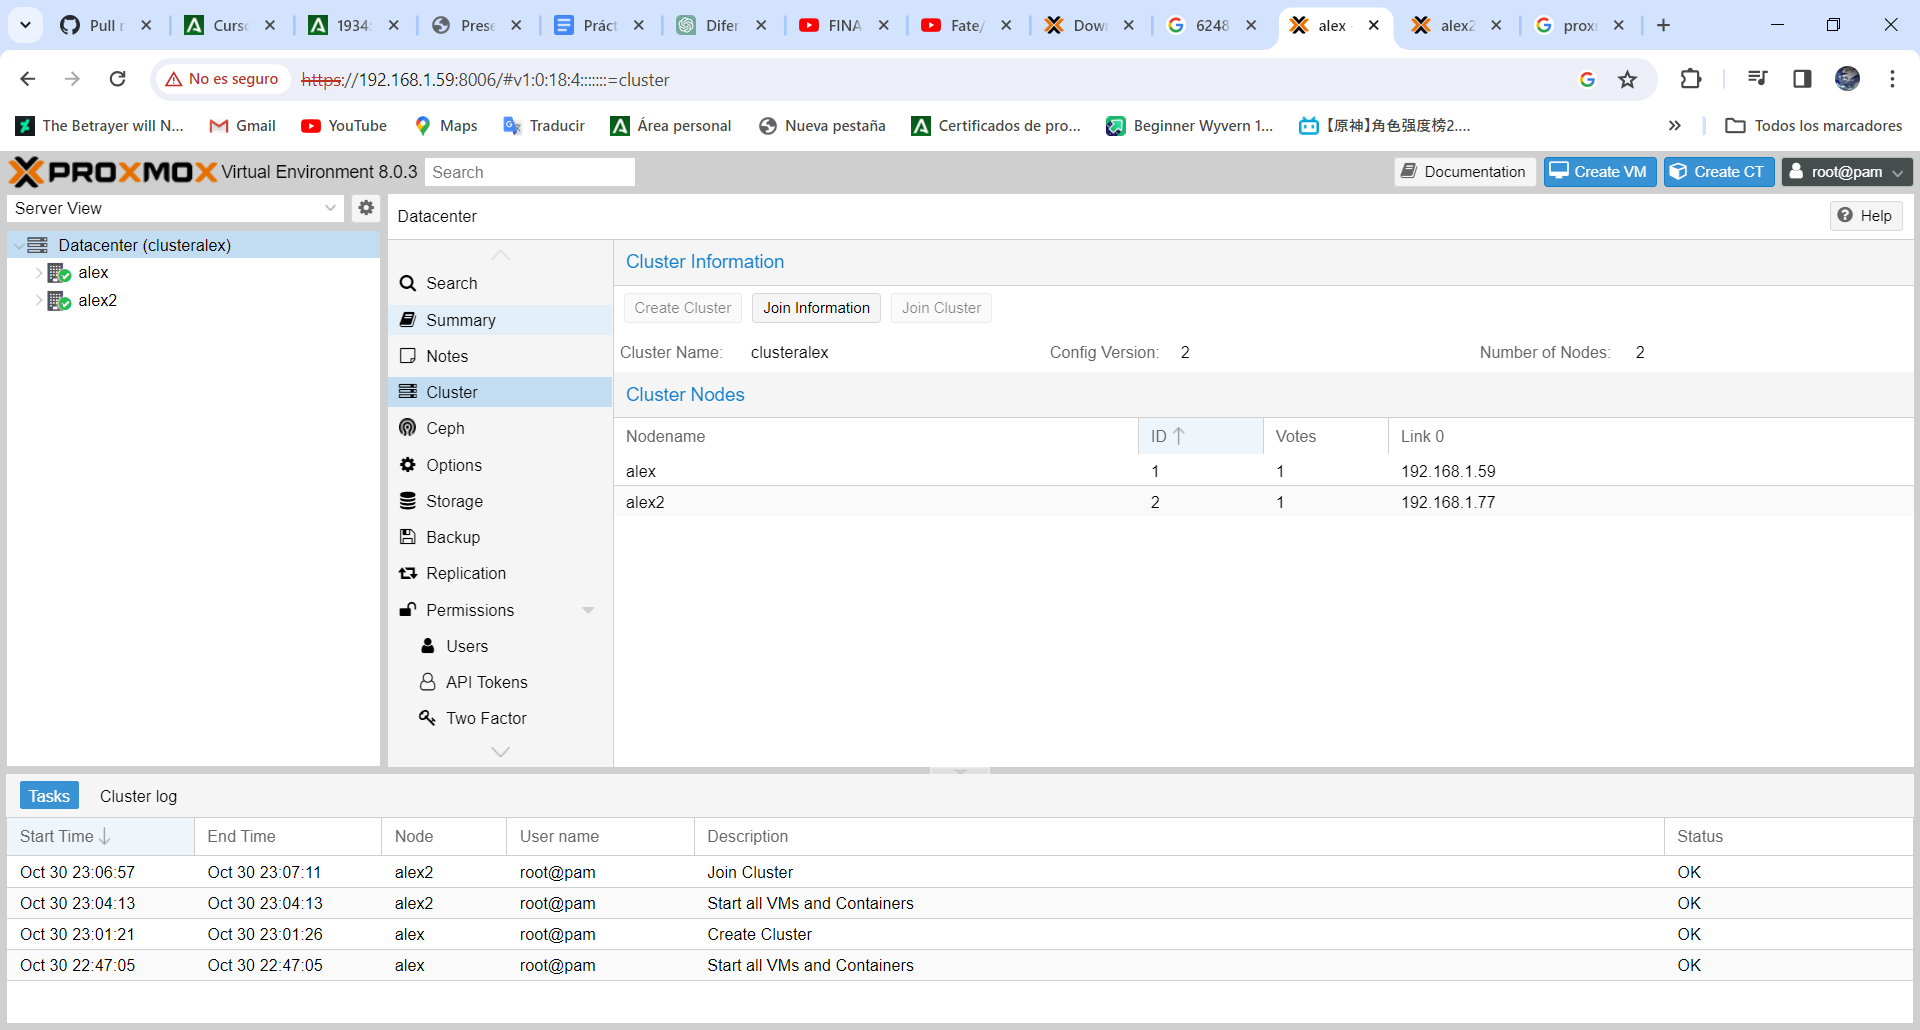 Pull r
Curso
1934:
Prese
Práct
Difer
FINA
Fate/
Dow
6248
alex
alex2
prox
No es seguro
https://192.168.1.59:8006/#v1:0:18:4:::::::=cluster
The Betrayer will N...
Gmail
YouTube
Maps
Traducir
Área personal
Nueva pestaña
Certificados de pro...
Beginner Wyvern 1...
【原神】角色强度榜2....
Todos los marcadores
PROXMOX Virtual Environment 8.0.3
Search
Documentation
Create VM
Create CT
root@pam
Server View
Datacenter
Help
Datacenter (clusteralex)
alex
alex2
Search
Summary
Notes
Cluster
Ceph
Options
Storage
Backup
Replication
Permissions
Users
API Tokens
Two Factor
Cluster Information
Create Cluster
Join Information
Join Cluster
Cluster Name: clusteralex Config Version: 2 Number of Nodes: 2
Cluster Nodes
Nodename ID Votes Link 0
alex 1 1 192.168.1.59
alex2 2 1 192.168.1.77
Tasks Cluster log
Start Time End Time Node User name Description Status
Oct 30 23:06:57 Oct 30 23:07:11 alex2 root@pam Join Cluster OK
Oct 30 23:04:13 Oct 30 23:04:13 alex2 root@pam Start all VMs and Containers OK
Oct 30 23:01:21 Oct 30 23:01:26 alex root@pam Create Cluster OK
Oct 30 22:47:05 Oct 30 22:47:05 alex root@pam Start all VMs and Containers OK